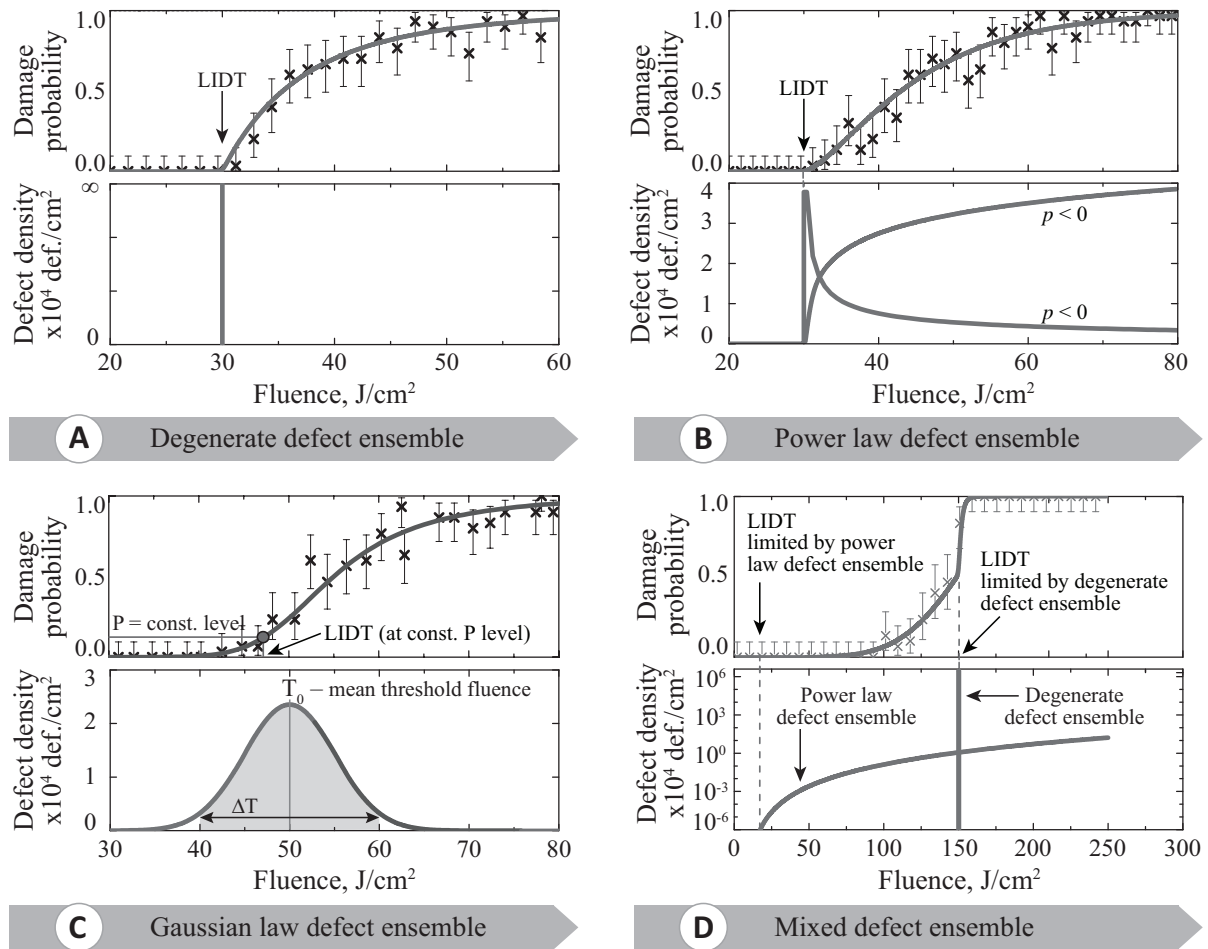 1.0
0.5
0.0
Damage
probability
LIDT
∞
0
Defect density
x10⁴ def./cm²
20 30 40 50 60
Fluence, J/cm²
A Degenerate defect ensemble
1.0
0.5
0.0
Damage
probability
LIDT
4
3
2
1
0
Defect density
x10⁴ def./cm²
p < 0
p < 0
20 40 60 80
Fluence, J/cm²
B Power law defect ensemble
1.0
0.5
0.0
Damage
probability
P = const. level
LIDT (at const. P level)
3
2
1
0
Defect density
x10⁴ def./cm²
T₀ – mean threshold fluence
ΔT
30 40 50 60 70 80
Fluence, J/cm²
C Gaussian law defect ensemble
1.0
0.5
0.0
Damage
probability
LIDT
limited by power
law defect ensemble
LIDT
limited by degenerate
defect ensemble
10⁶
10³
10⁰
10⁻³
10⁻⁶
Defect density
x10⁴ def./cm²
Power law
defect ensemble
Degenerate
defect ensemble
0 50 100 150 200 250 300
Fluence, J/cm²
D Mixed defect ensemble